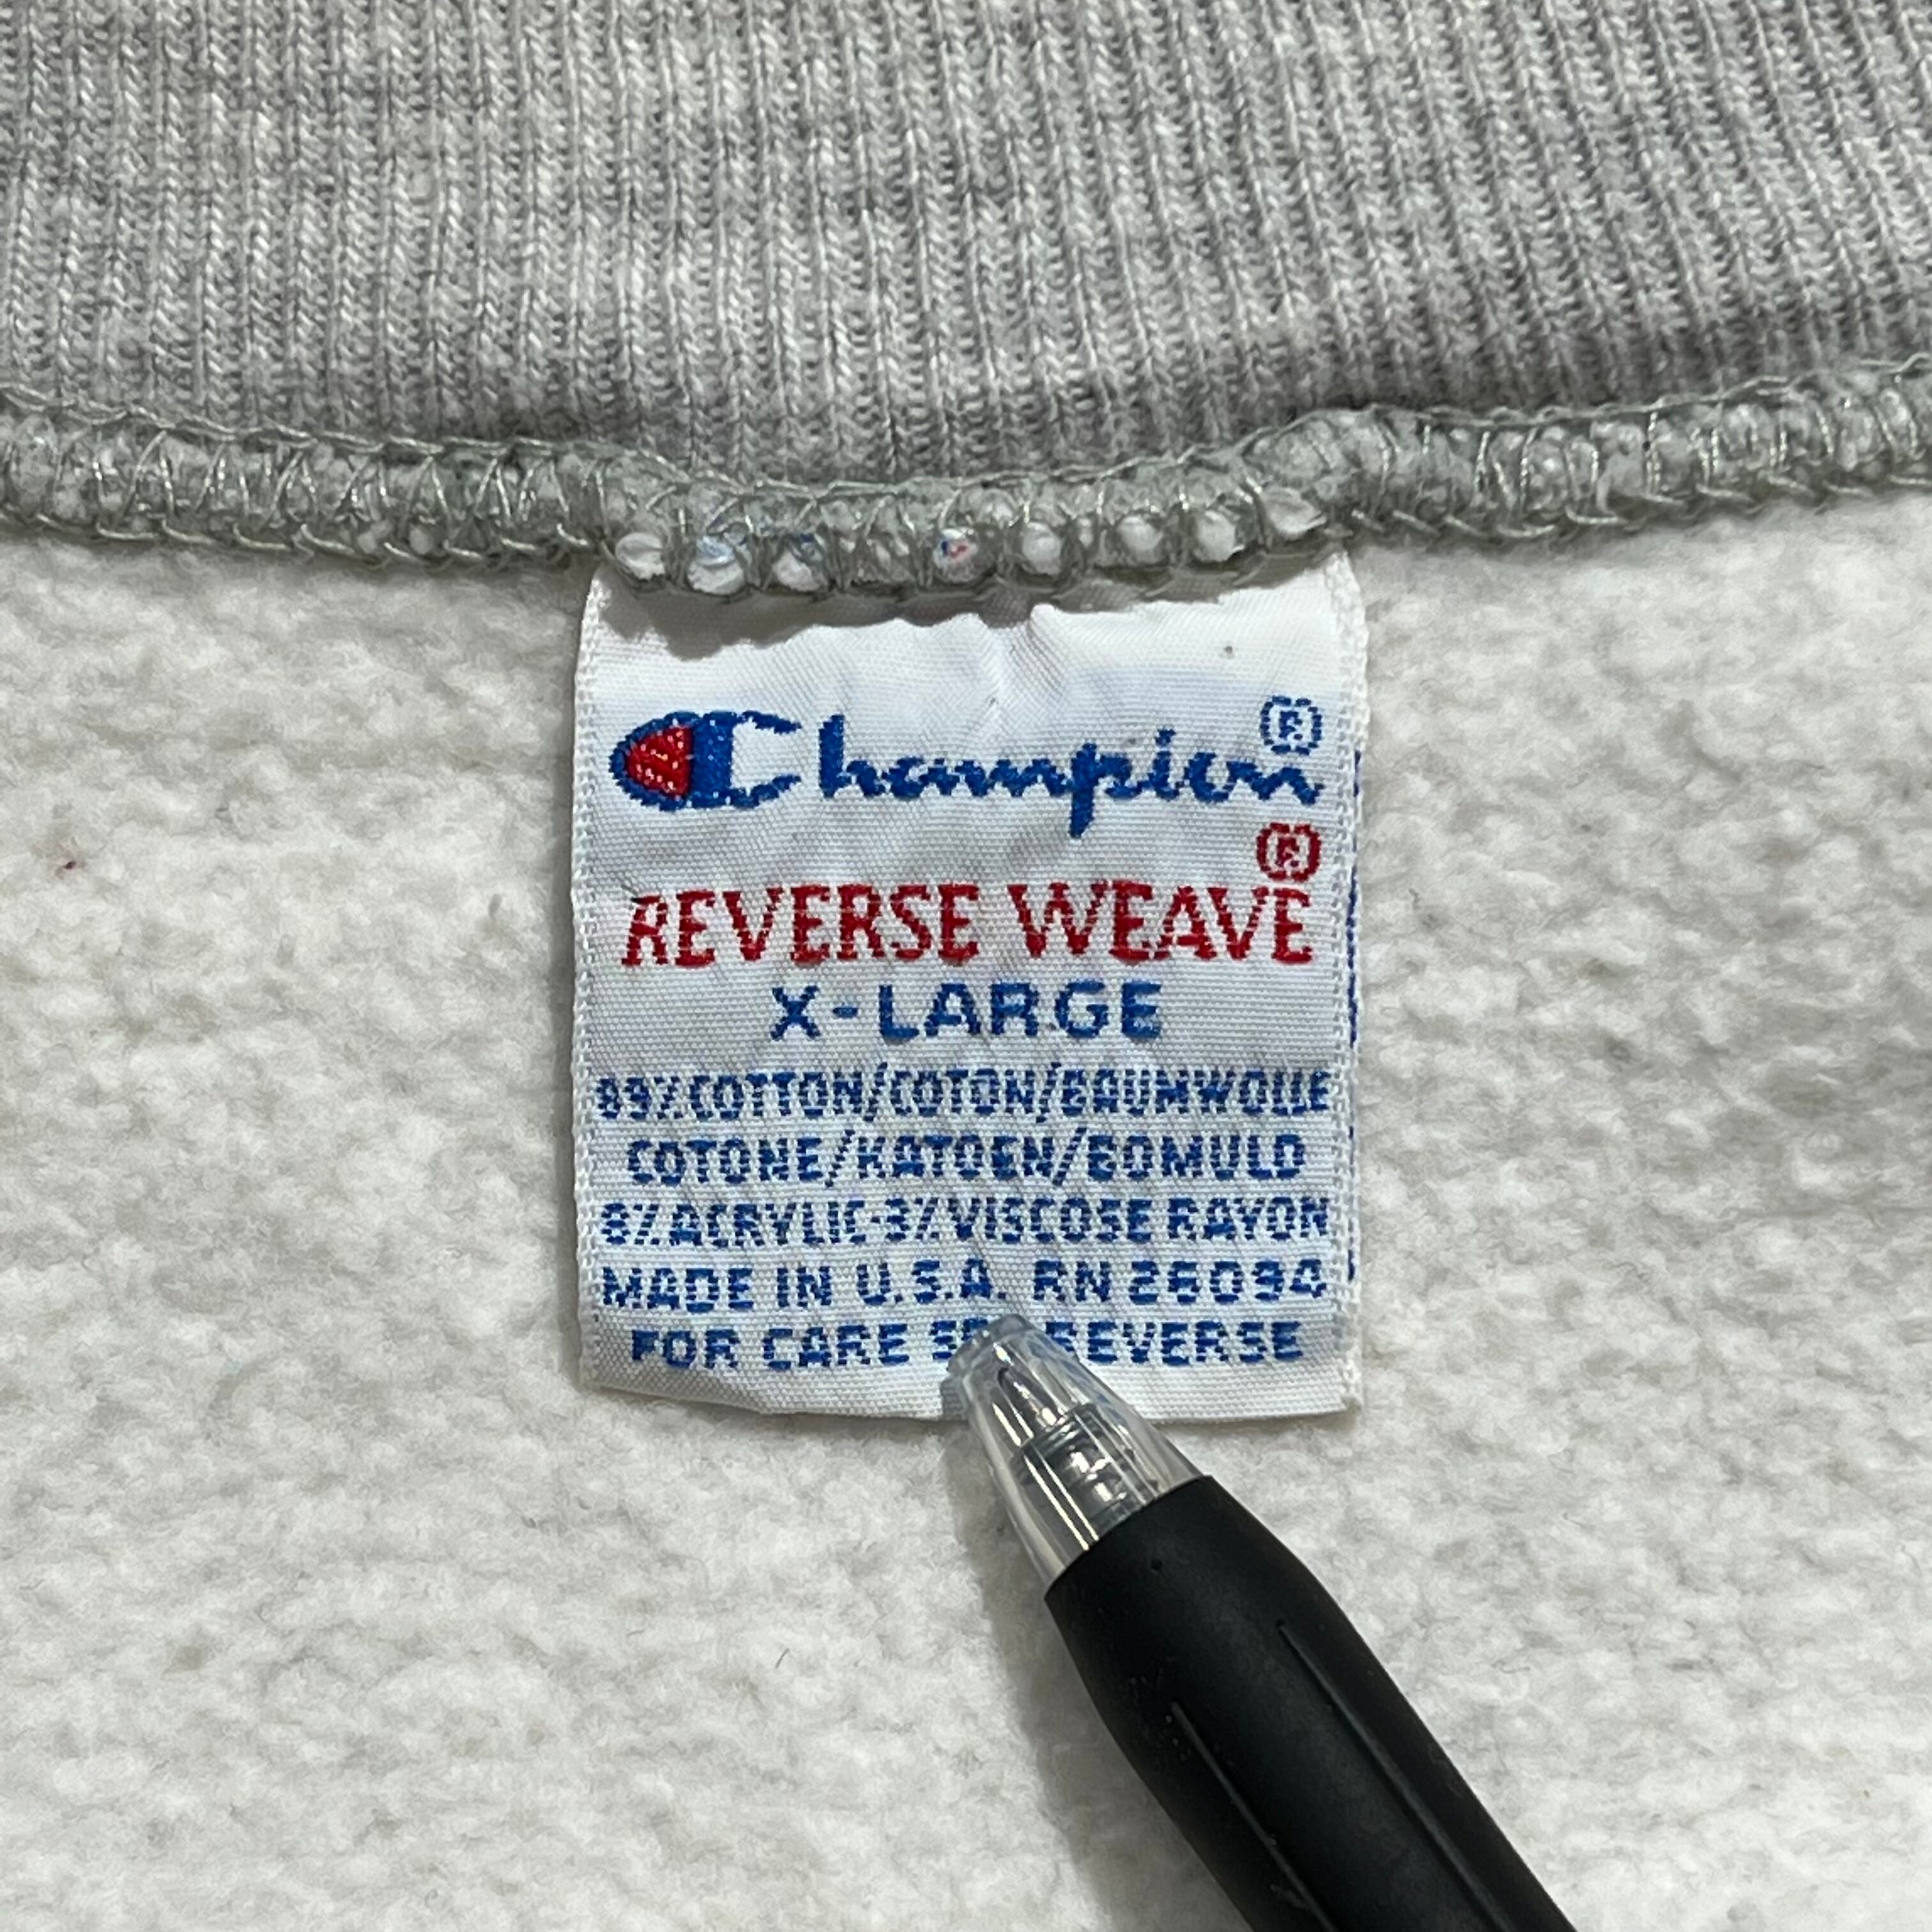 Champion®
®
REVERSE WEAVE
X-LARGE
89%COTTON/COTON/BAUMWOLLE
COTONE/KATOEN/BOMULD
8%ACRYLIC-3%VISCOSE RAYON
MADE IN U.S.A. RN 26094
FOR CARE REVERSE